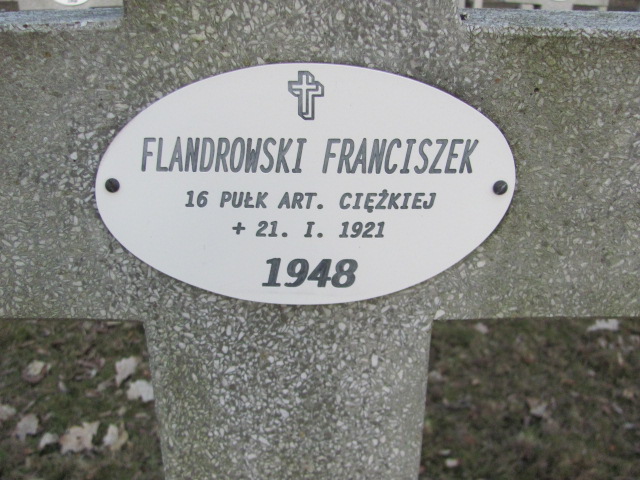 FLANDROWSKI FRANCISZEK
16 PUŁK ART. CIĘŻKIEJ
+ 21. I. 1921
1948